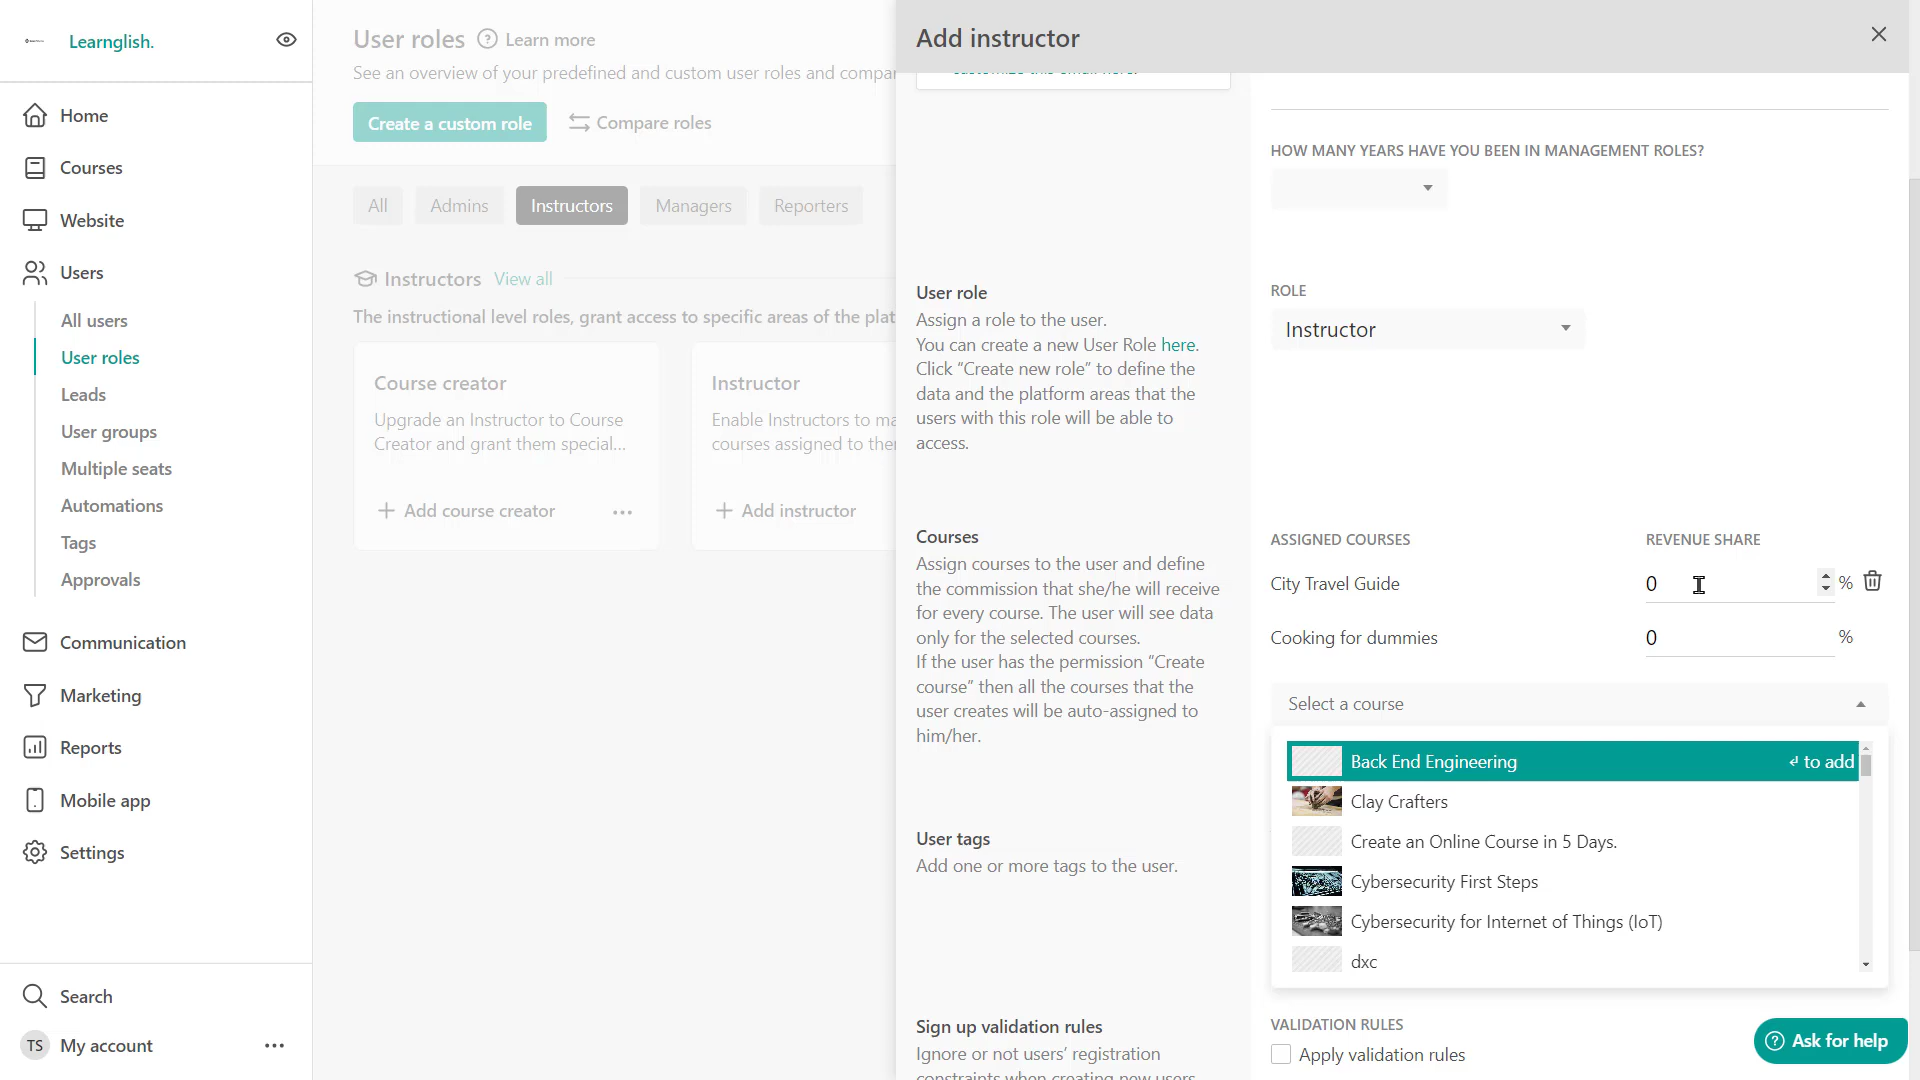 Learnglish.
Home
Courses
Website
Users
All users
User roles
Leads
User groups
Multiple seats
Automations
Tags
Approvals
Communication
Marketing
Reports
Mobile app
Settings
Search
TS My account
User roles Learn more
See an overview of your predefined and custom user roles and compa
Create a custom role Compare roles
All Admins Instructors Managers Reporters
Instructors View all
The instructional level roles, grant access to specific areas of the plat
Course creator
Upgrade an Instructor to Course
Creator and grant them special...
+ Add course creator ...
Instructor
Enable Instructors to ma
courses assigned to the
+ Add instructor
Add instructor
customize this email here.
User role
Assign a role to the user.
You can create a new User Role here.
Click “Create new role” to define the
data and the platform areas that the
users with this role will be able to
access.
Courses
Assign courses to the user and define
the commission that she/he will receive
for every course. The user will see data
only for the selected courses.
If the user has the permission “Create
course” then all the courses that the
user creates will be auto-assigned to
him/her.
User tags
Add one or more tags to the user.
Sign up validation rules
Ignore or not users’ registration
constraints when creating new users
HOW MANY YEARS HAVE YOU BEEN IN MANAGEMENT ROLES?
ROLE
Instructor
ASSIGNED COURSES REVENUE SHARE
City Travel Guide 0 %
Cooking for dummies 0 %
Select a course
Back End Engineering ↵ to add
Clay Crafters
Create an Online Course in 5 Days.
Cybersecurity First Steps
Cybersecurity for Internet of Things (IoT)
dxc
VALIDATION RULES
Apply validation rules
Ask for help